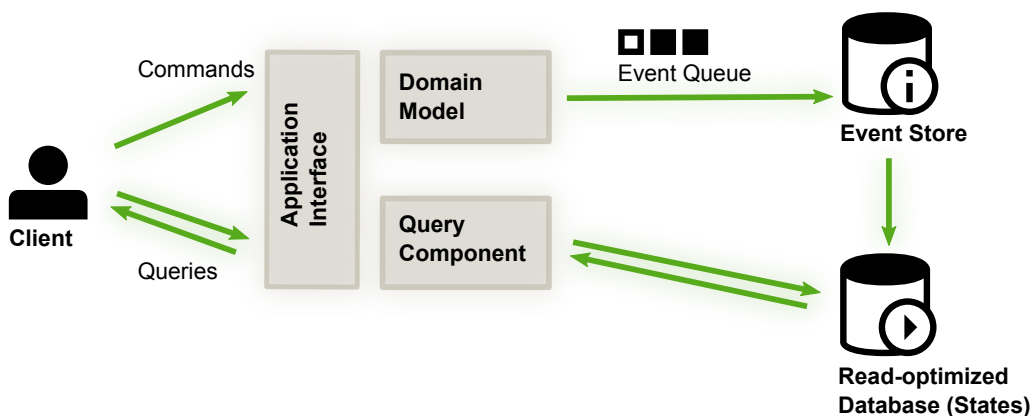 Commands
Client
Queries
Application
Interface
Domain
Model
Query
Component
Event Queue
Event Store
Read-optimized
Database (States)